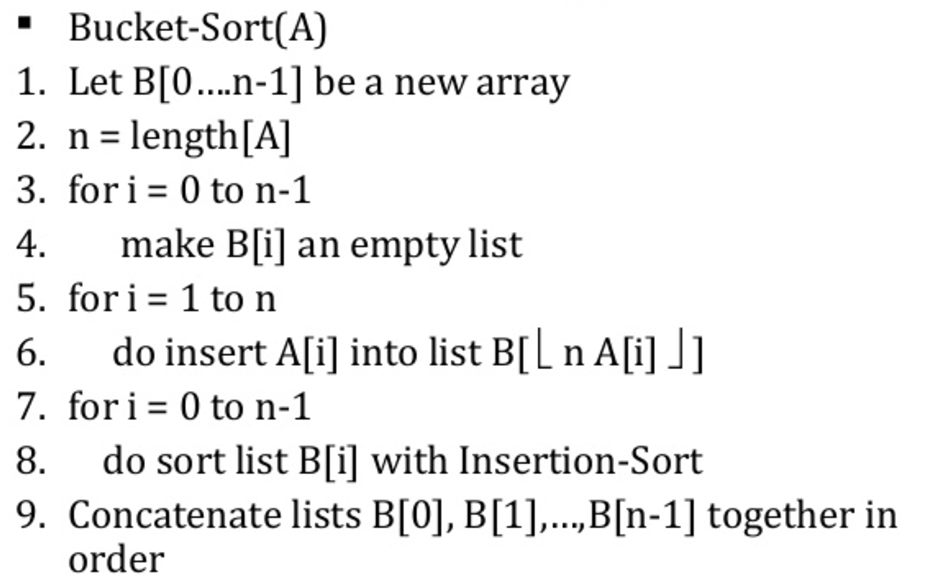 ▪ Bucket-Sort(A)
1. Let B[0....n-1] be a new array
2. n = length[A]
3. for i = 0 to n-1
4. make B[i] an empty list
5. for i = 1 to n
6. do insert A[i] into list B[⌊ n A[i] ⌋]
7. for i = 0 to n-1
8. do sort list B[i] with Insertion-Sort
9. Concatenate lists B[0], B[1],...,B[n-1] together in
order